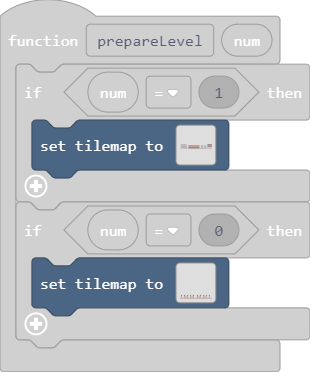 function prepareLevel num
if num = 1 then
set tilemap to
if num = 0 then
set tilemap to